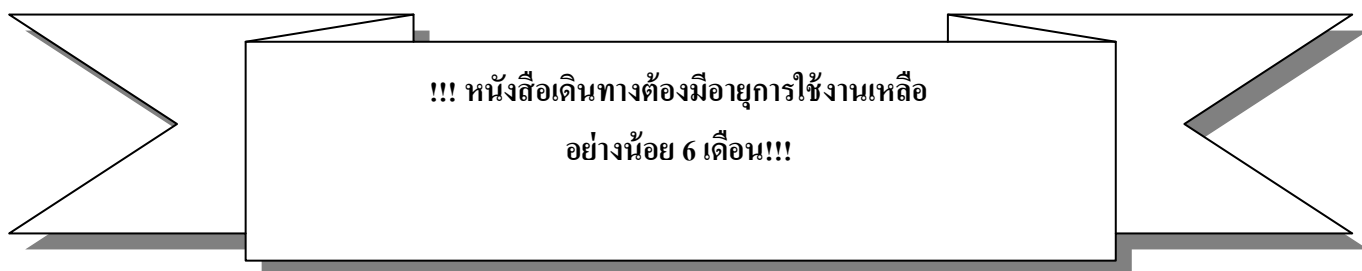 !!! หนังสือเดินทางต้องมีอายุการใช้งานเหลือ
อย่างน้อย 6 เดือน!!!